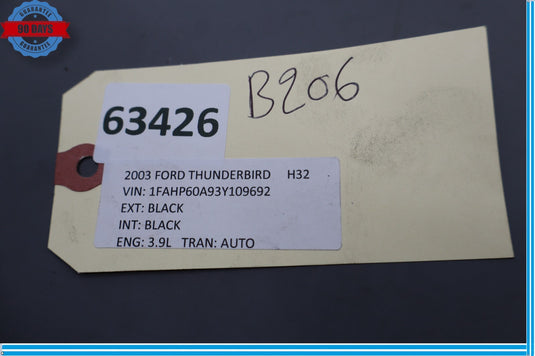 GUARANTEE
90 DAYS
GUARANTEE
B206
63426
2003 FORD THUNDERBIRD H32
VIN: 1FAHP60A93Y109692
EXT: BLACK
INT: BLACK
ENG: 3.9L TRAN: AUTO